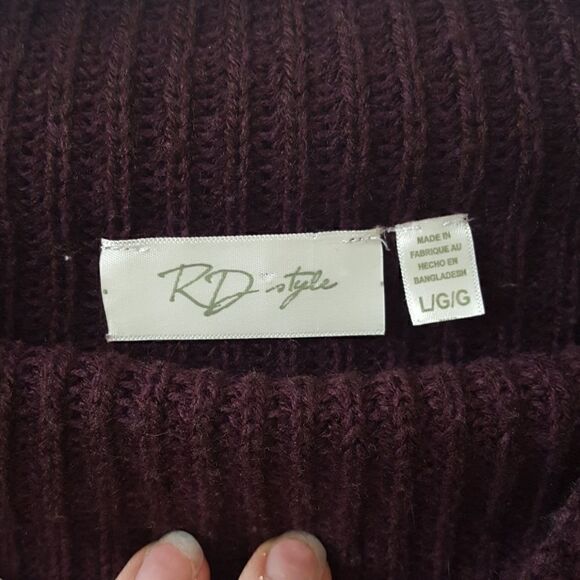 RD style
MADE IN
FABRIQUE AU
HECHO EN
BANGLADESH
L/G/G